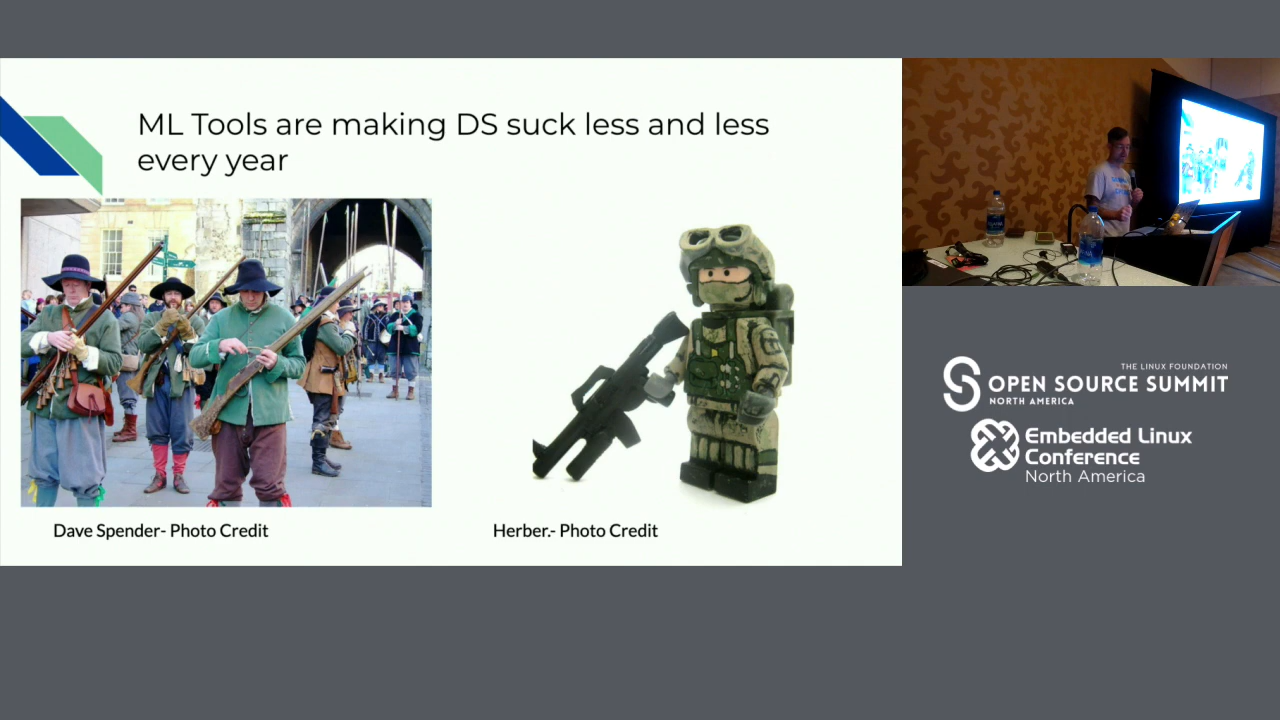 ML Tools are making DS suck less and less
every year
Dave Spender- Photo Credit
Herber.- Photo Credit
THE LINUX FOUNDATION
OPEN SOURCE SUMMIT
NORTH AMERICA
Embedded Linux
Conference
North America